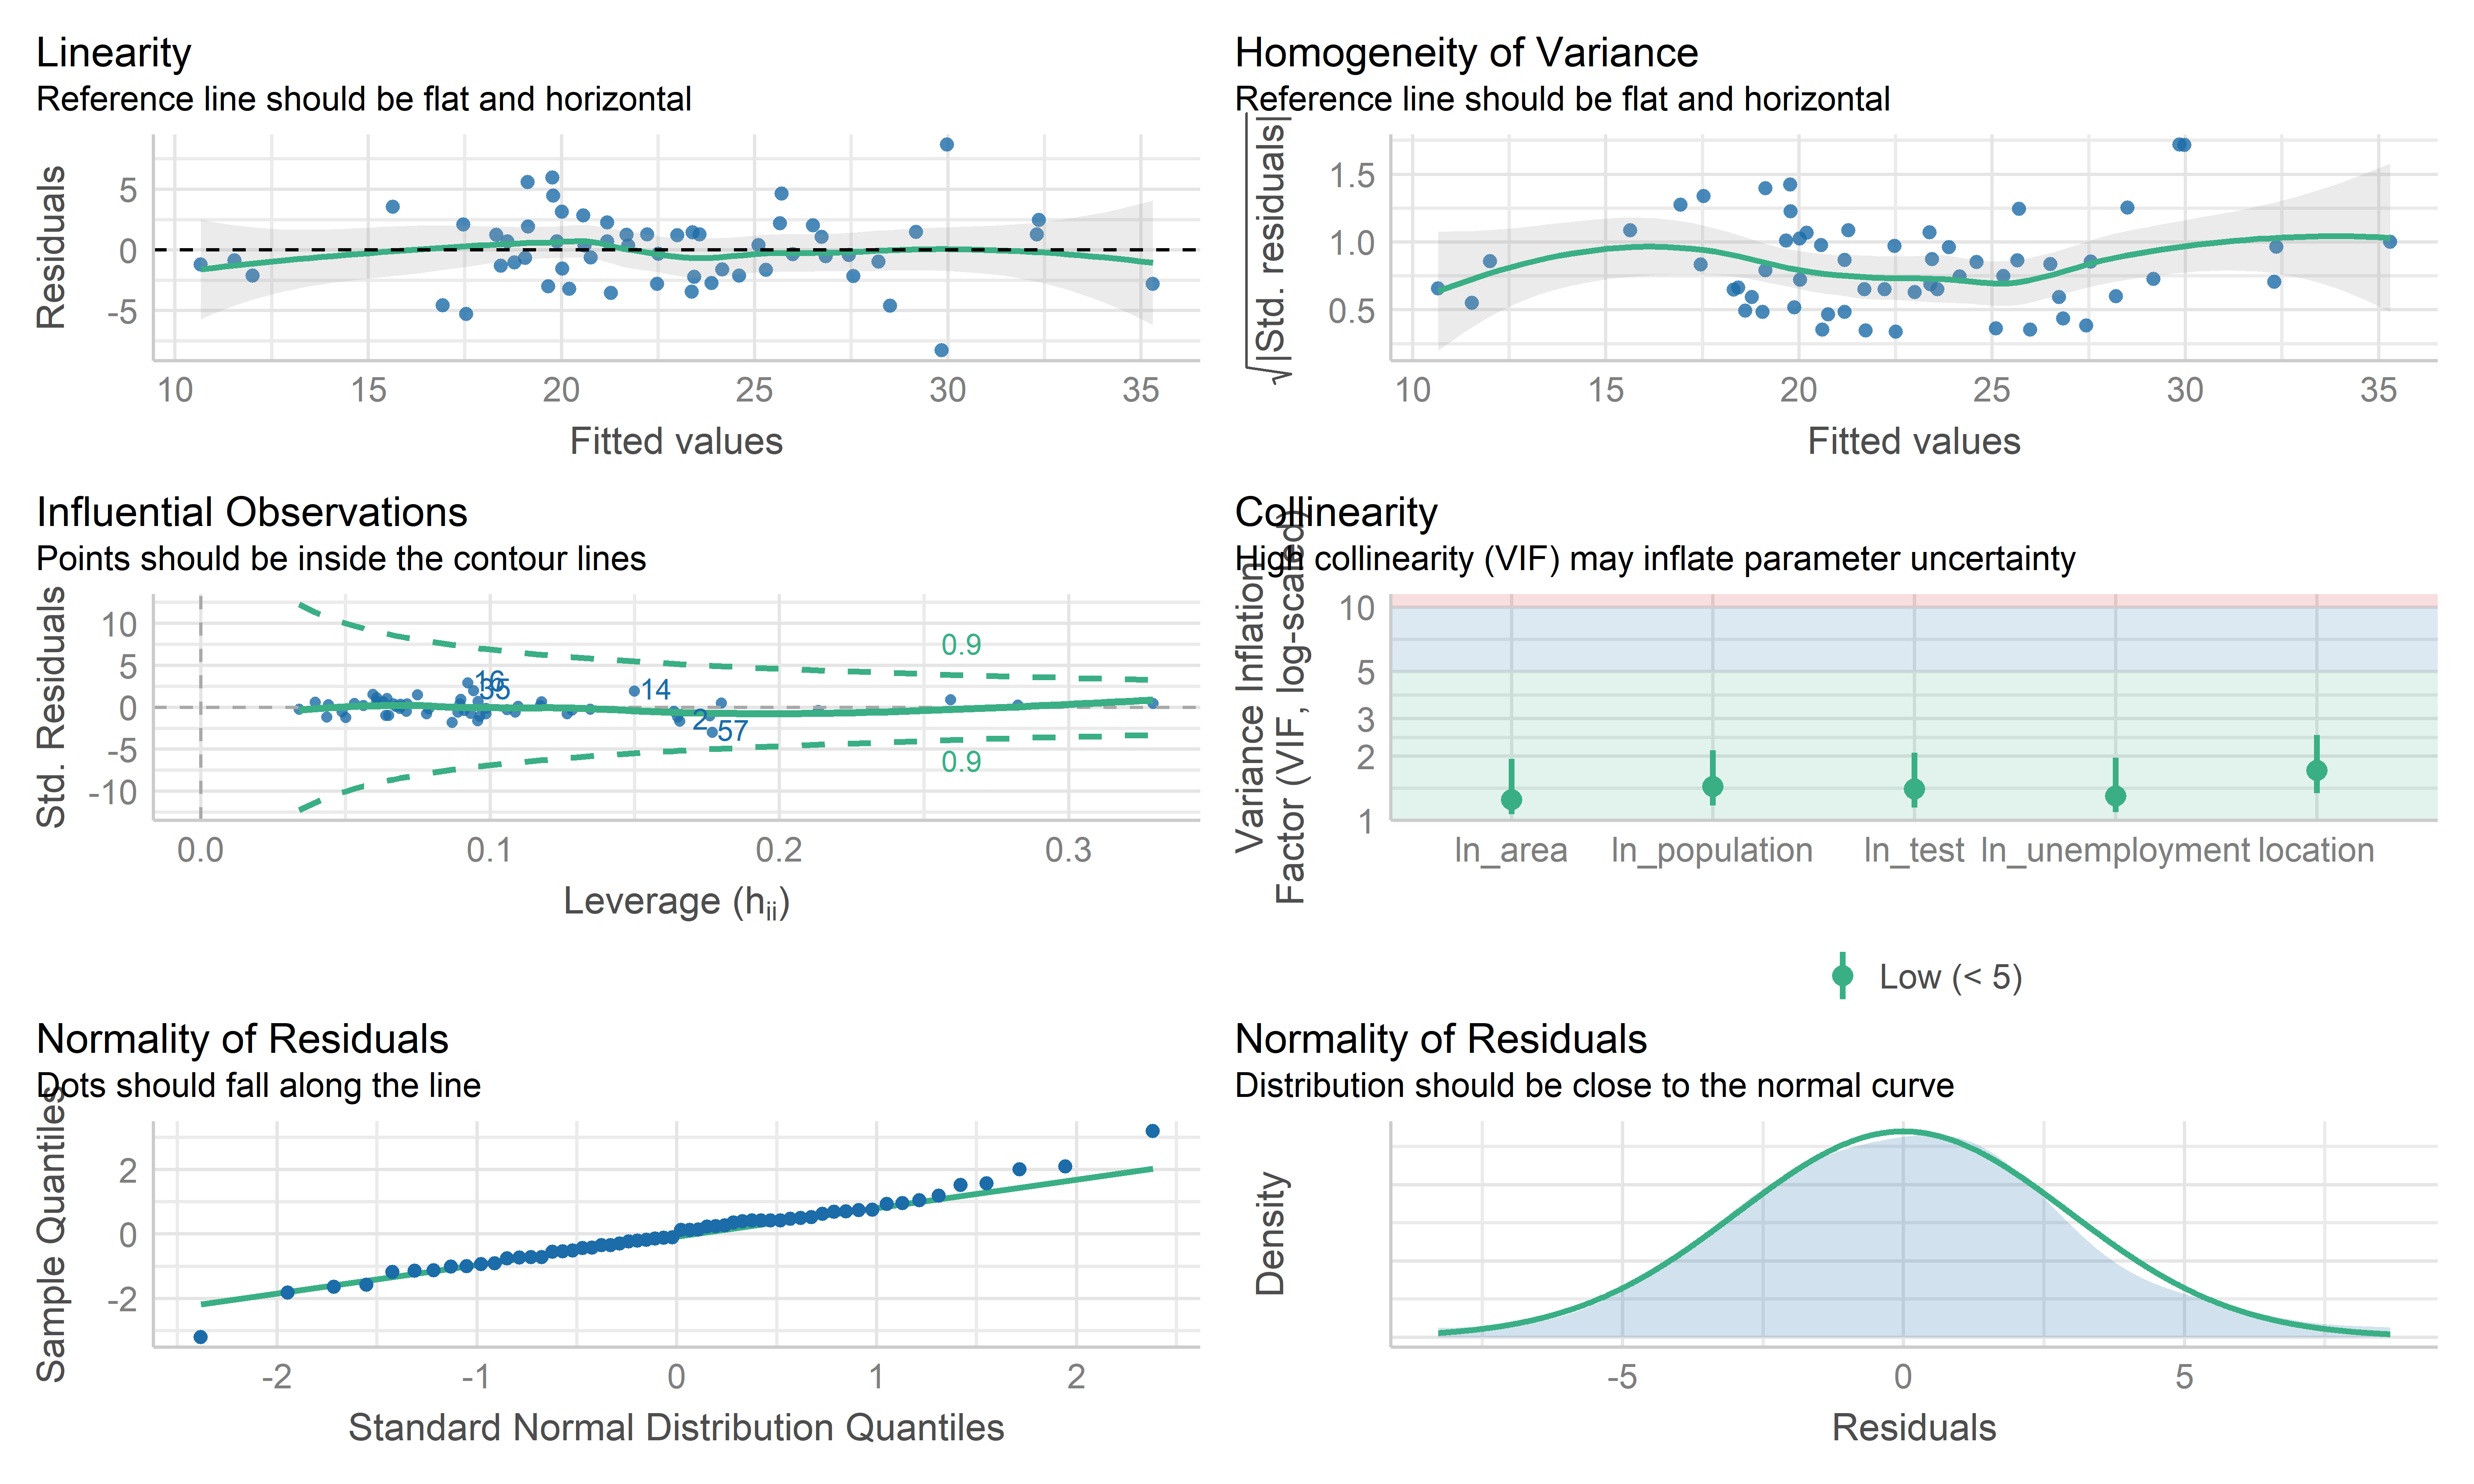 Linearity
Reference line should be flat and horizontal
Residuals
5
0
-5
10 15 20 25 30 35
Fitted values
Homogeneity of Variance
Reference line should be flat and horizontal
√|Std. residuals|
1.5
1.0
0.5
10 15 20 25 30 35
Fitted values
Influential Observations
Points should be inside the contour lines
Std. Residuals
10
5
0
-5
-10
0.9
16
35
14
2
57
0.9
0.0 0.1 0.2 0.3
Leverage (hii)
Collinearity
High collinearity (VIF) may inflate parameter uncertainty
Variance Inflation
Factor (VIF, log-scaled)
10
5
3
2
1
ln_area ln_population ln_test ln_unemployment location
Low (< 5)
Normality of Residuals
Dots should fall along the line
Sample Quantiles
2
0
-2
-2 -1 0 1 2
Standard Normal Distribution Quantiles
Normality of Residuals
Distribution should be close to the normal curve
Density
-5 0 5
Residuals